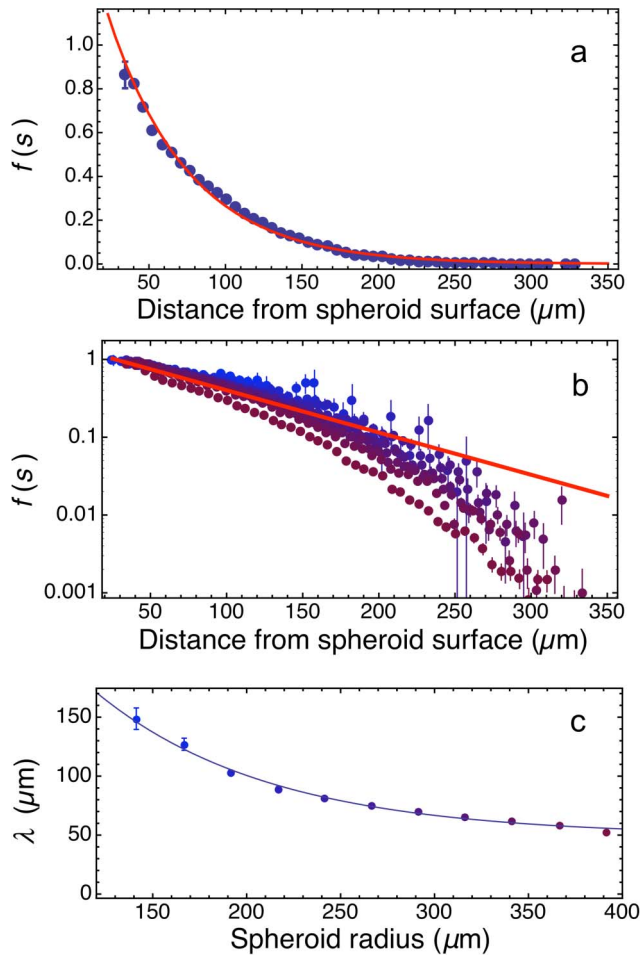 a
1.0
0.8
0.6
0.4
0.2
0.0
f (s)
50 100 150 200 250 300 350
Distance from spheroid surface (µm)
b
1
0.1
0.01
0.001
f (s)
50 100 150 200 250 300 350
Distance from spheroid surface (µm)
c
150
100
50
0
λ (µm)
150 200 250 300 350 400
Spheroid radius (µm)